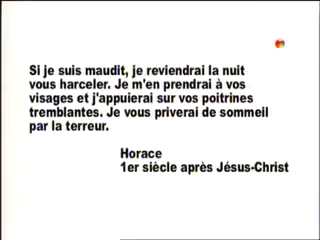 Si je suis maudit, je reviendrai la nuit
vous harceler. Je m'en prendrai à vos
visages et j'appuierai sur vos poitrines
tremblantes. Je vous priverai de sommeil
par la terreur.
Horace
1er siècle après Jésus-Christ